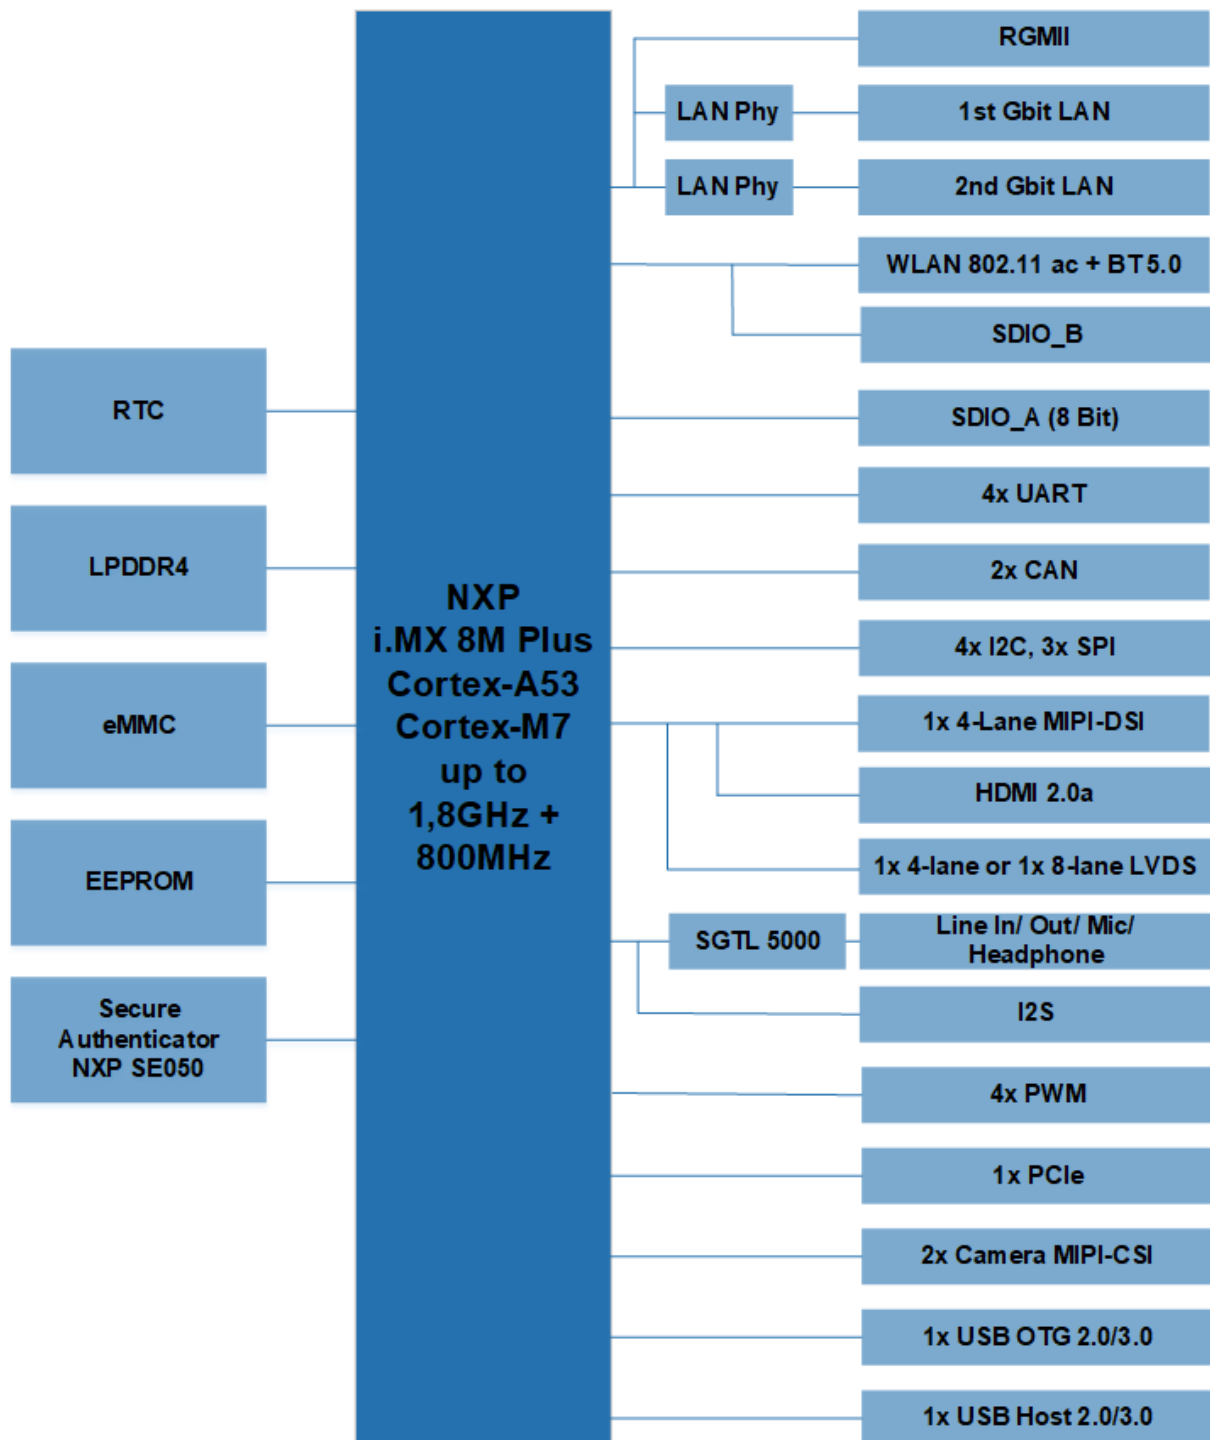 RTC
LPDDR4
eMMC
EEPROM
Secure
Authenticator
NXP SE050
NXP
i.MX 8M Plus
Cortex-A53
Cortex-M7
up to
1,8GHz +
800MHz
RGMII
LAN Phy
1st Gbit LAN
LAN Phy
2nd Gbit LAN
WLAN 802.11 ac + BT5.0
SDIO_B
SDIO_A (8 Bit)
4x UART
2x CAN
4x I2C, 3x SPI
1x 4-Lane MIPI-DSI
HDMI 2.0a
1x 4-lane or 1x 8-lane LVDS
SGTL 5000
Line In/ Out/ Mic/
Headphone
I2S
4x PWM
1x PCIe
2x Camera MIPI-CSI
1x USB OTG 2.0/3.0
1x USB Host 2.0/3.0